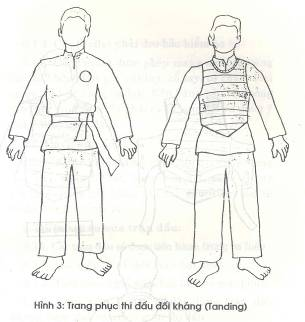 Hình 3: Trang phục thi đấu đối kháng (Tanding)